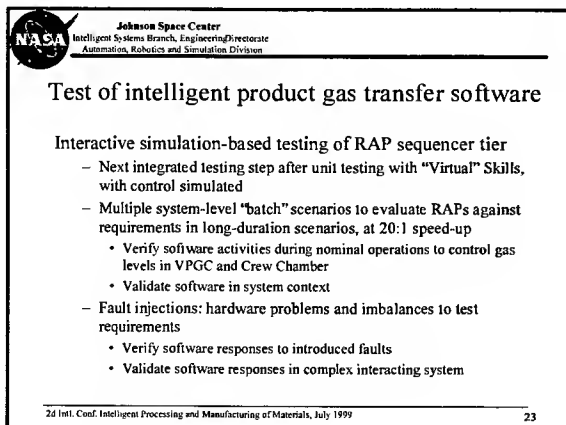 NASA
Johnson Space Center
Intelligent Systems Branch, Engineering Directorate
Automation, Robotics and Simulation Division
Test of intelligent product gas transfer software
Interactive simulation-based testing of RAP sequencer tier
– Next integrated testing step after unit testing with "Virtual" Skills,
with control simulated
– Multiple system-level "batch" scenarios to evaluate RAPs against
requirements in long-duration scenarios, at 20:1 speed-up
• Verify software activities during nominal operations to control gas
levels in VPGC and Crew Chamber
• Validate software in system context
– Fault injections: hardware problems and imbalances to test
requirements
• Verify software responses to introduced faults
• Validate software responses in complex interacting system
2d Intl. Conf. Intelligent Processing and Manufacturing of Materials, July 1999
23